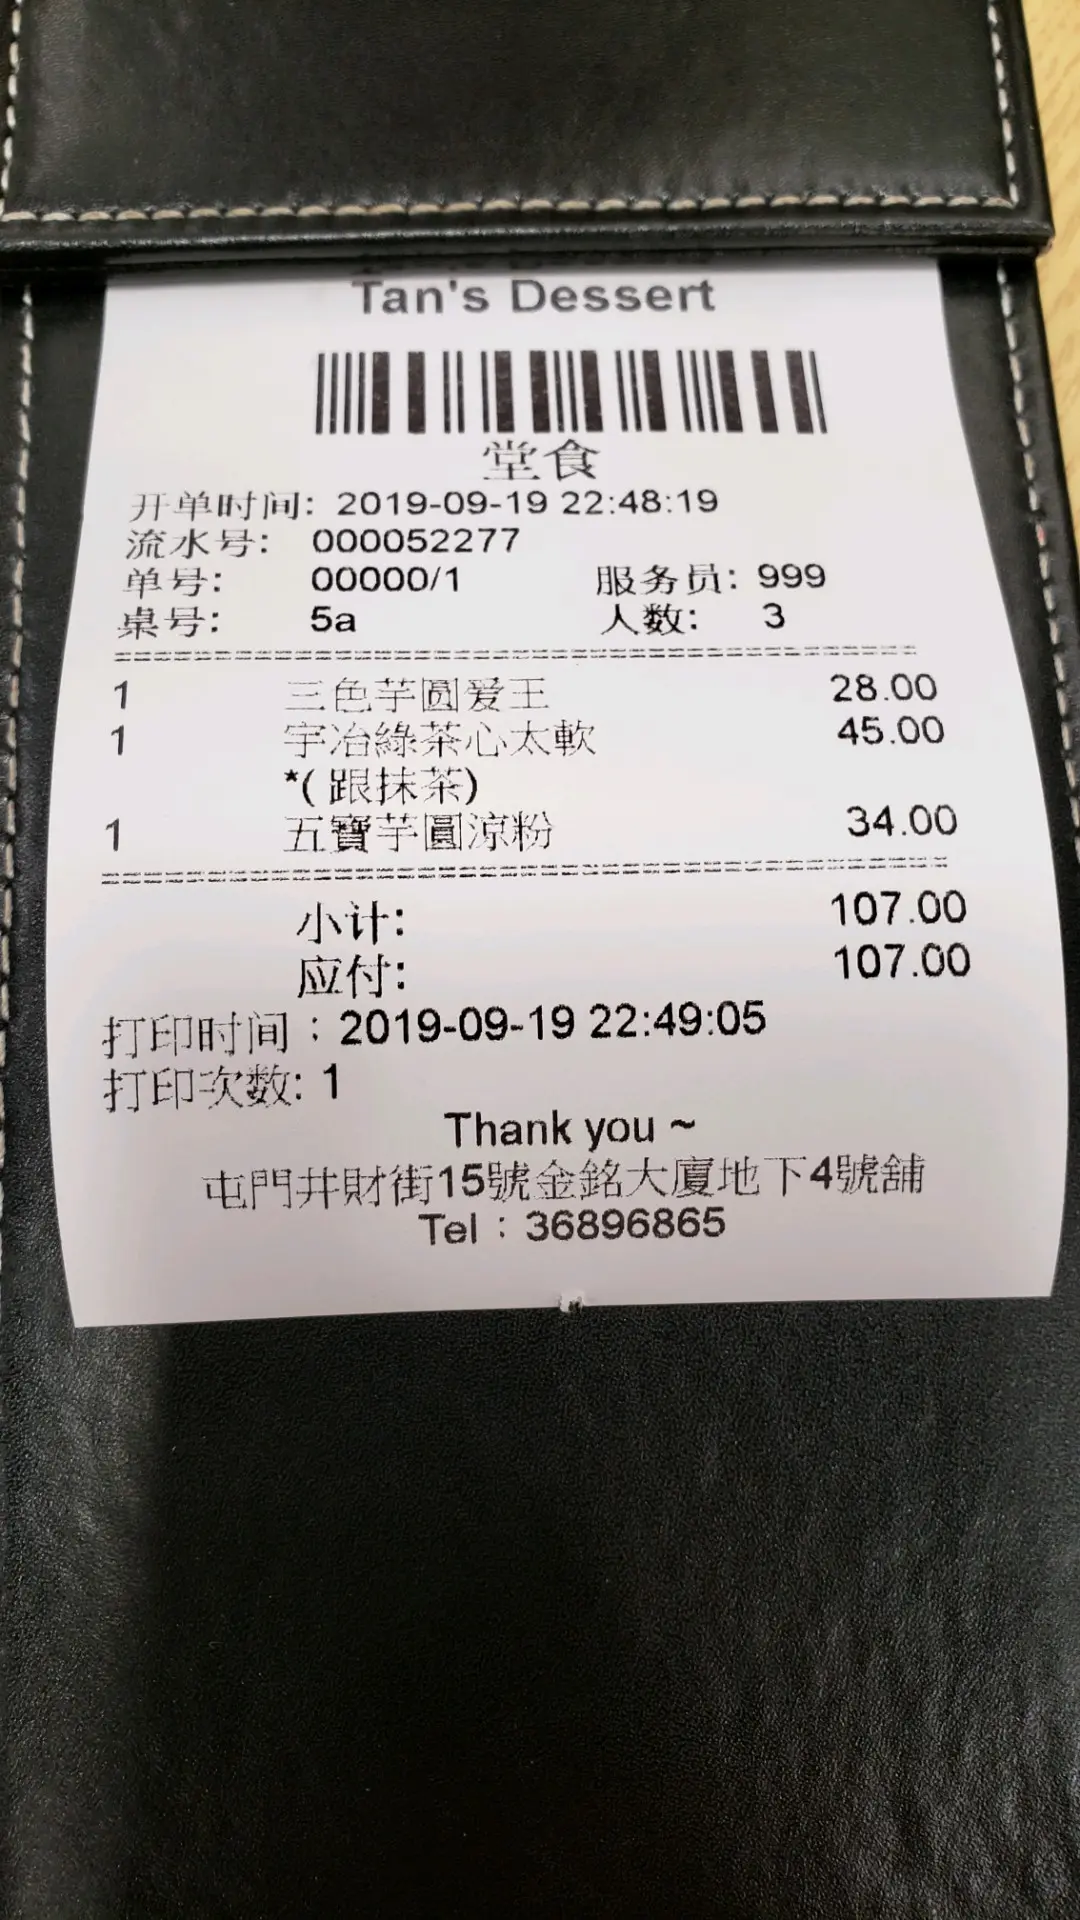 Tan's Dessert
堂食
开单时间: 2019-09-19 22:48:19
流水号: 000052277
单号: 00000/1 服务员: 999
桌号: 5a 人数: 3
1 三色芋圓爱王 28.00
1 宇冶綠茶心太軟 45.00
*(跟抹茶)
1 五寶芋圓涼粉 34.00
小计: 107.00
应付: 107.00
打印时间：2019-09-19 22:49:05
打印次数: 1
Thank you ~
屯門井財街15號金銘大廈地下4號舖
Tel：36896865